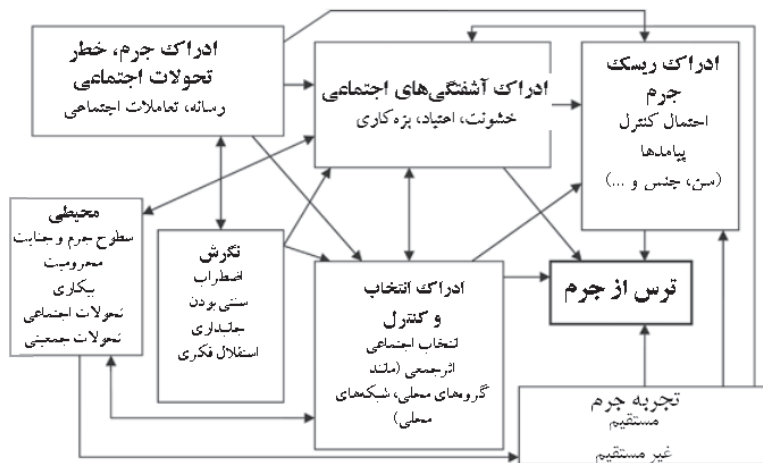 ادراک جرم، خطر
تحولات اجتماعی
رسانه، تعاملات اجتماعی
ادراک آشفتگی‌های اجتماعی
خشونت، اعتیاد، بزه‌کاری
ادراک ریسک
جرم
احتمال کنترل
پیامدها
(سن، جنس و ...)
محیطی
سطوح جرم و جنایت
محرومیت
بیکاری
تحولات اجتماعی
تحولات جمعیتی
نگرش
اضطراب
سنتی بودن
جانبداری
استقلال فکری
ادراک انتخاب
و کنترل
انتخاب اجتماعی
اثرجمعی (مانند
گروه‌های محلی، شبکه‌های
محلی)
ترس از جرم
تجربه جرم
مستقیم
غیر مستقیم